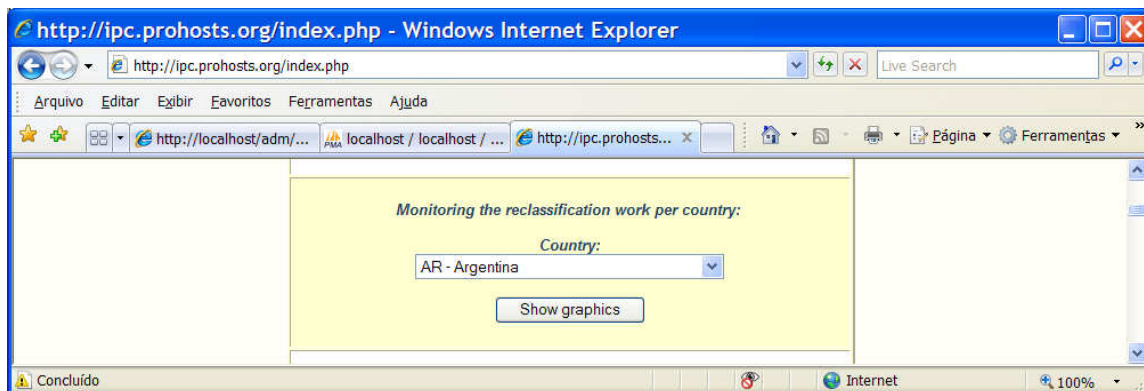 http://ipc.prohosts.org/index.php - Windows Internet Explorer
http://ipc.prohosts.org/index.php
Live Search
Arquivo Editar Exibir Favoritos Ferramentas Ajuda
http://localhost/adm/... PMA localhost / localhost / ... http://ipc.prohosts... Página Ferramentas »
Monitoring the reclassification work per country:
Country:
AR - Argentina
Show graphics
Concluído Internet 100%